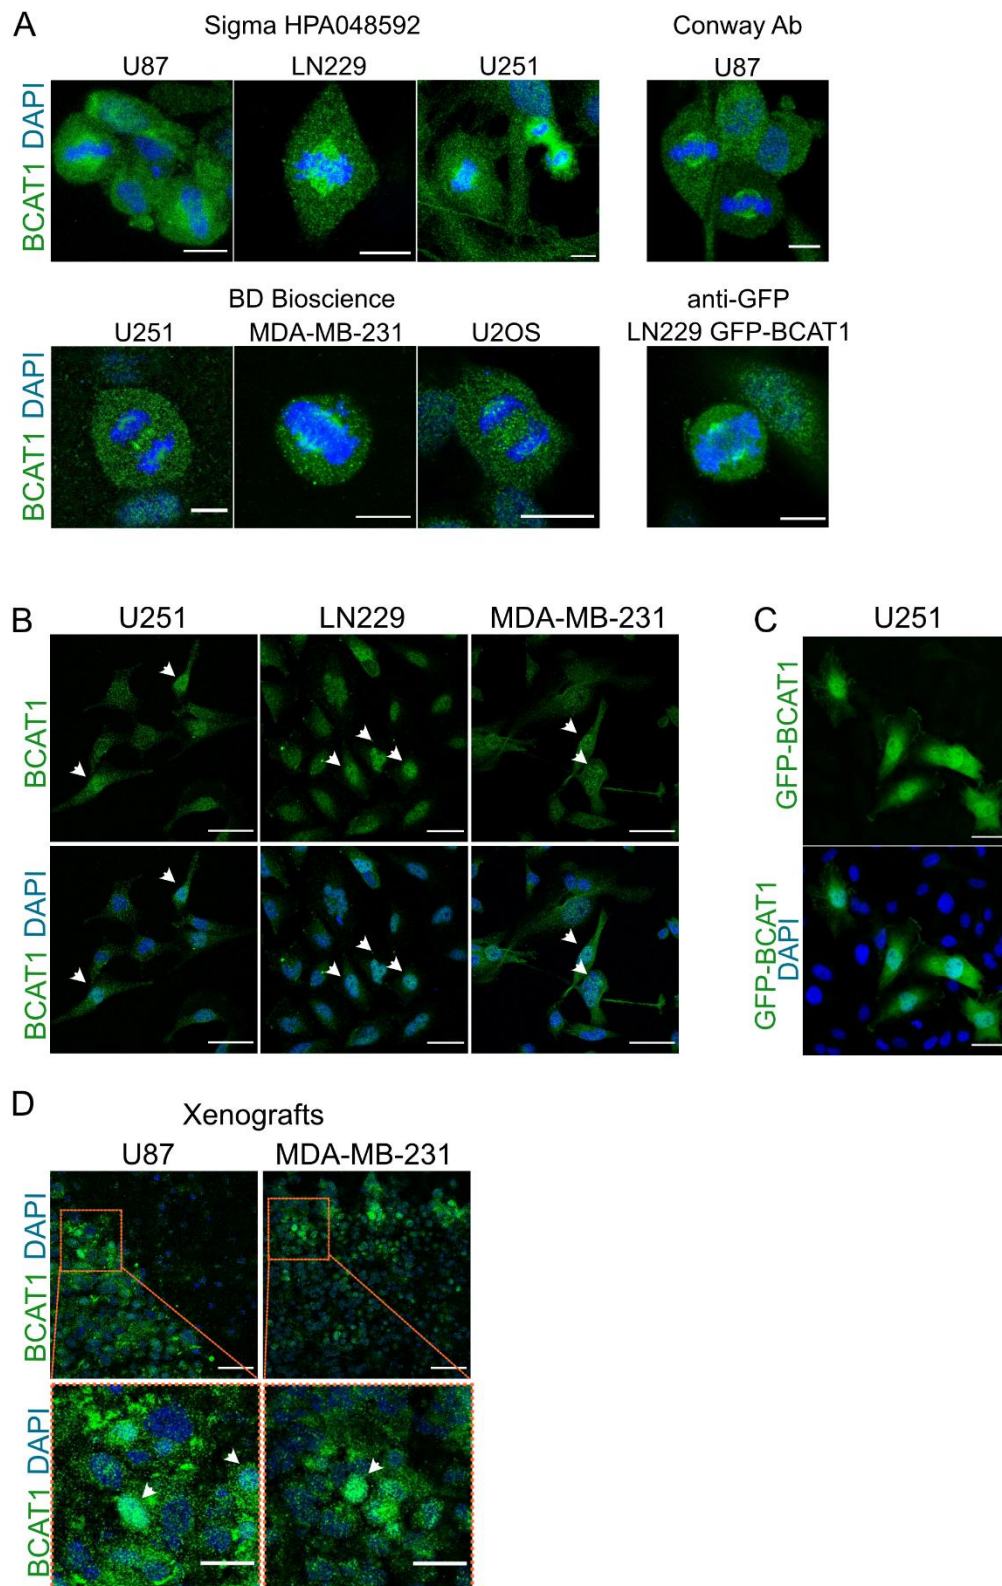 A
Sigma HPA048592
Conway Ab
U87
LN229
U251
U87
BCAT1 DAPI
BD Bioscience
anti-GFP
U251
MDA-MB-231
U2OS
LN229 GFP-BCAT1
BCAT1 DAPI
B
U251
LN229
MDA-MB-231
BCAT1
BCAT1 DAPI
C
U251
GFP-BCAT1
GFP-BCAT1
DAPI
D
Xenografts
U87
MDA-MB-231
BCAT1 DAPI
BCAT1 DAPI